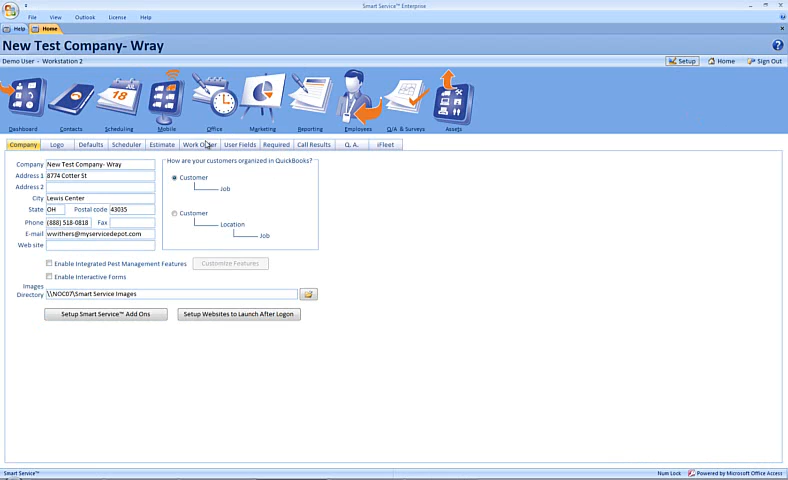 Smart Service™ Enterprise
File View Outlook License Help
Help Home
New Test Company- Wray
Demo User - Workstation 2
Setup Home Sign Out
JUL
18
Dashboard Contacts Scheduling Mobile Office Marketing Reporting Employees Q/A & Surveys Assets
Company Logo Defaults Scheduler Estimate Work Order User Fields Required Call Results Q. A. iFleet
Company New Test Company- Wray
Address 1 8774 Cotter St
Address 2
City Lewis Center
State OH Postal code 43035
Phone (888) 518-0818 Fax
E-mail wwithers@myservicedepot.com
Web site
How are your customers organized in QuickBooks?
Customer
Job
Customer
Location
Job
Enable Integrated Pest Management Features Customize Features
Enable Interactive Forms
Images
Directory \\NOC07\Smart Service Images
Setup Smart Service™ Add Ons Setup Websites to Launch After Logon
Smart Service™ Num Lock Powered by Microsoft Office Access